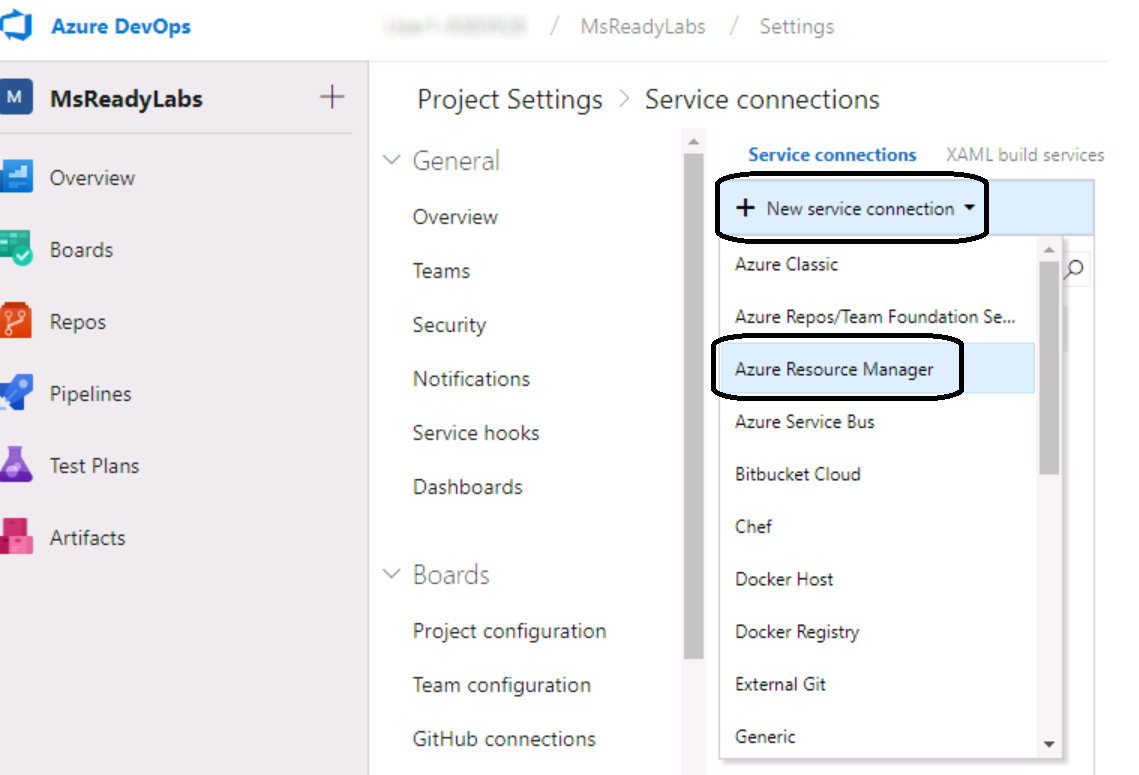 Azure DevOps
/ MsReadyLabs / Settings
M MsReadyLabs +
Overview
Boards
Repos
Pipelines
Test Plans
Artifacts
Project Settings > Service connections
General
Overview
Teams
Security
Notifications
Service hooks
Dashboards
Boards
Project configuration
Team configuration
GitHub connections
Service connections XAML build services
+ New service connection
Azure Classic
Azure Repos/Team Foundation Se...
Azure Resource Manager
Azure Service Bus
Bitbucket Cloud
Chef
Docker Host
Docker Registry
External Git
Generic